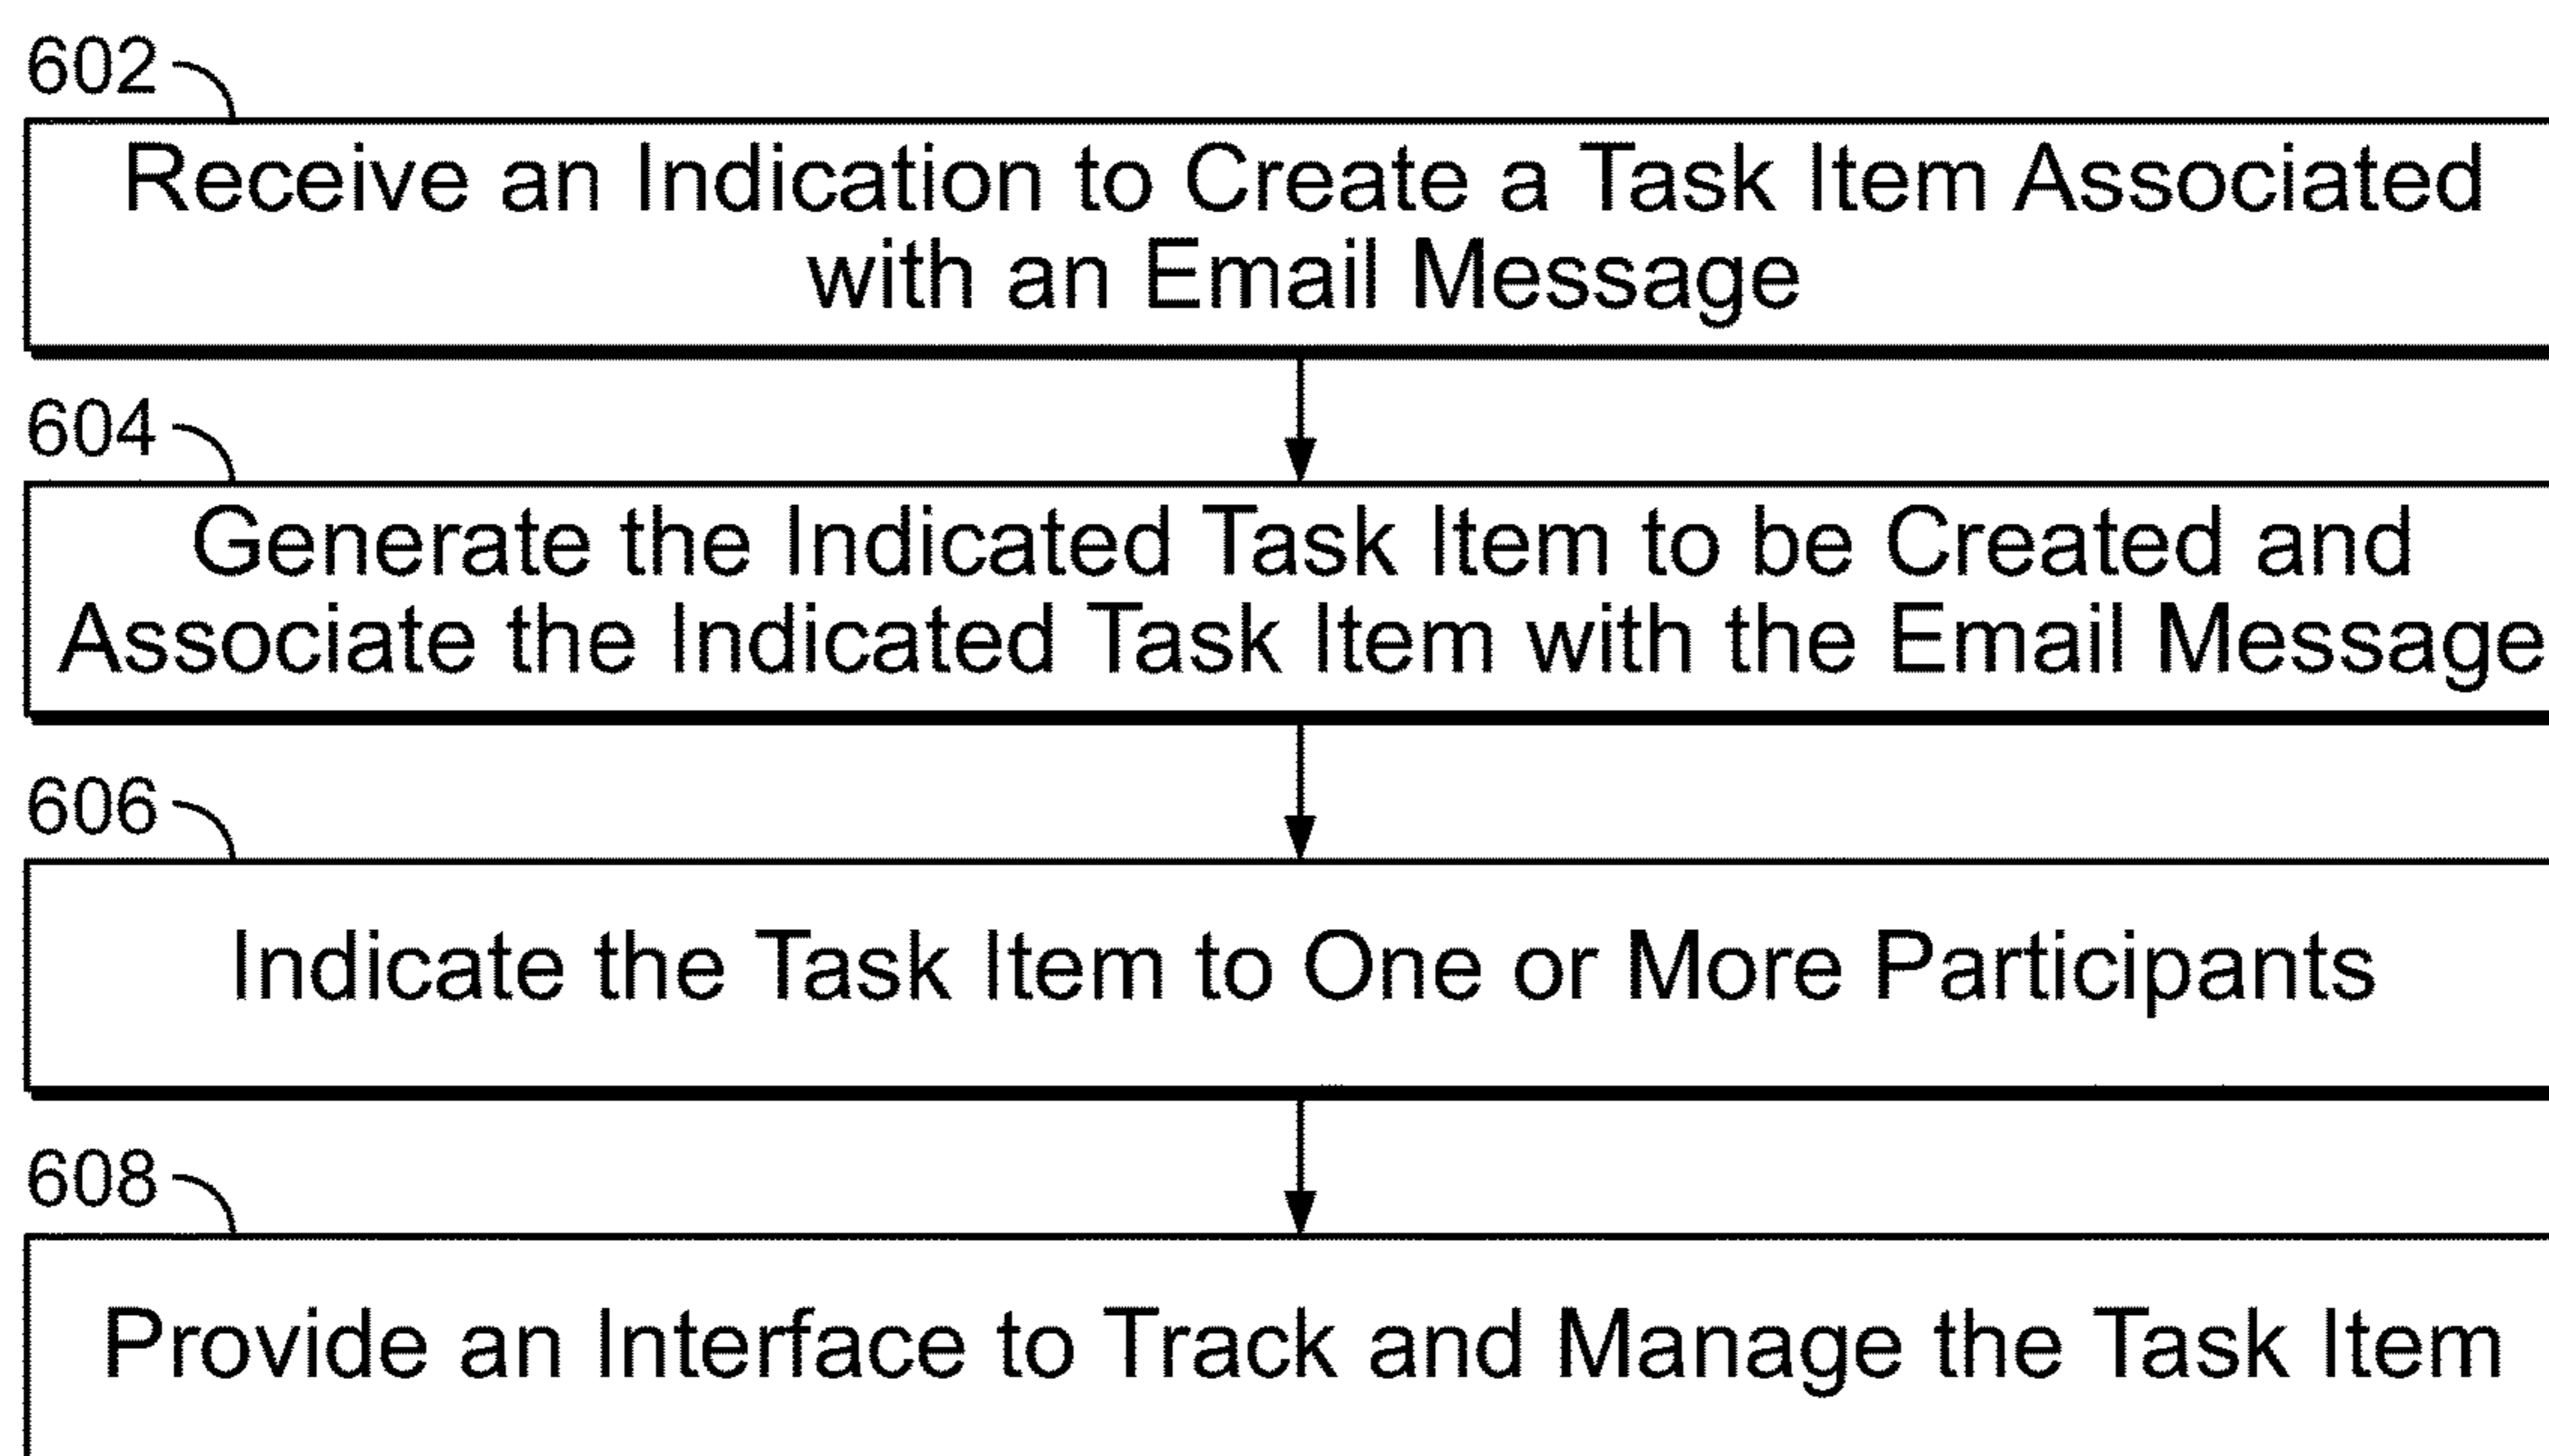 602
Receive an Indication to Create a Task Item Associated
with an Email Message
604
Generate the Indicated Task Item to be Created and
Associate the Indicated Task Item with the Email Message
606
Indicate the Task Item to One or More Participants
608
Provide an Interface to Track and Manage the Task Item